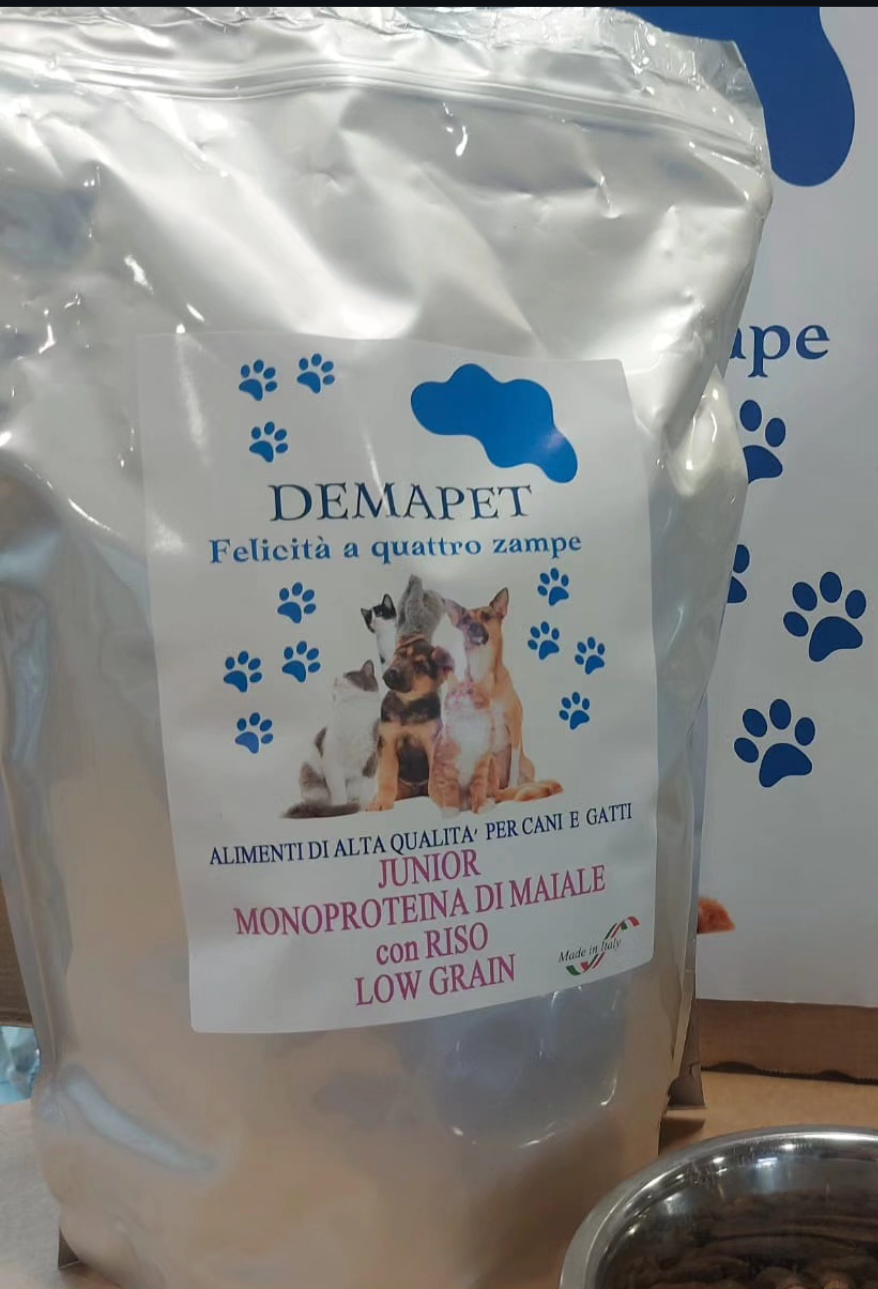 DEMAPET
Felicità a quattro zampe
ALIMENTI DI ALTA QUALITA' PER CANI E GATTI
JUNIOR
MONOPROTEINA DI MAIALE
con RISO
LOW GRAIN
Made in Italy